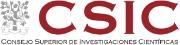 CSIC
CONSEJO SUPERIOR DE INVESTIGACIONES CIENTÍFICAS